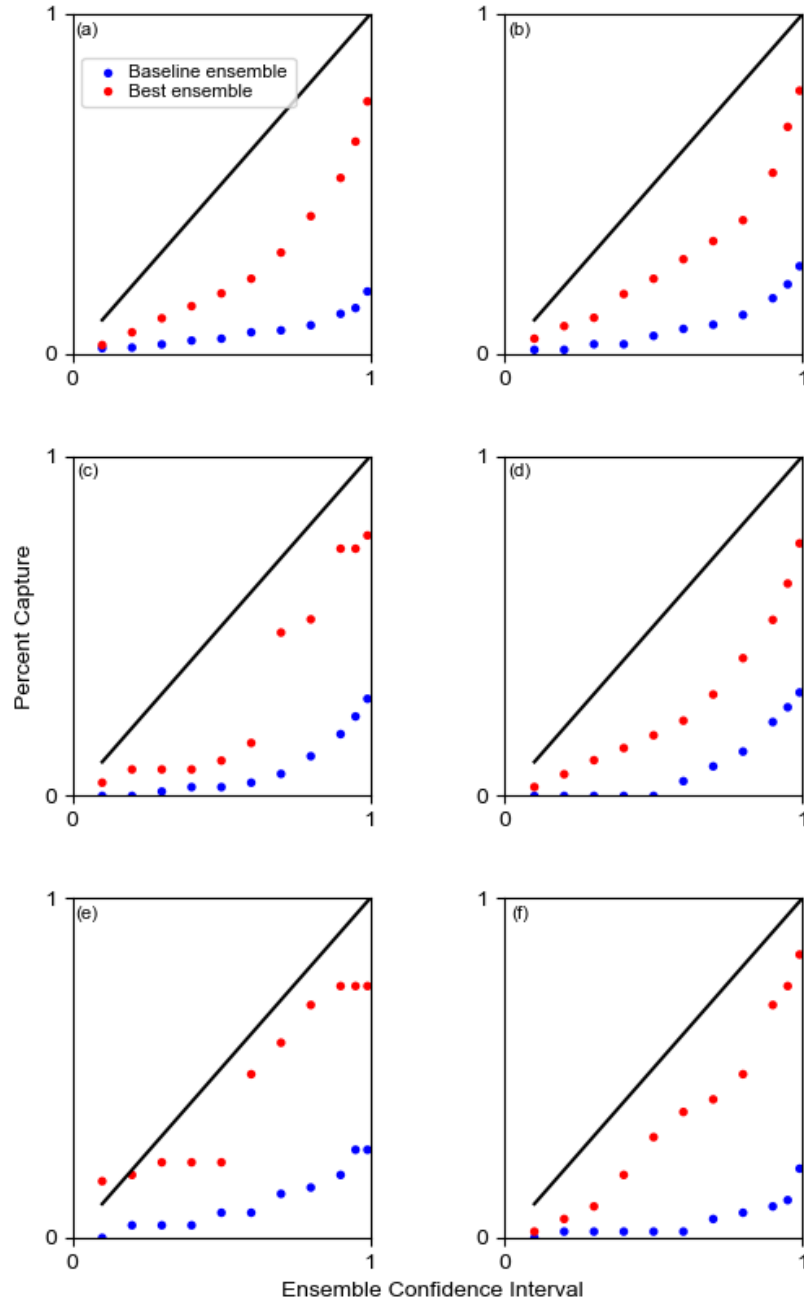 1
(a)
Baseline ensemble
Best ensemble
0
0
1
1
(b)
0
0
1
Percent Capture
1
(c)
0
0
1
1
(d)
0
0
1
1
(e)
0
0
1
1
(f)
0
0
1
Ensemble Confidence Interval